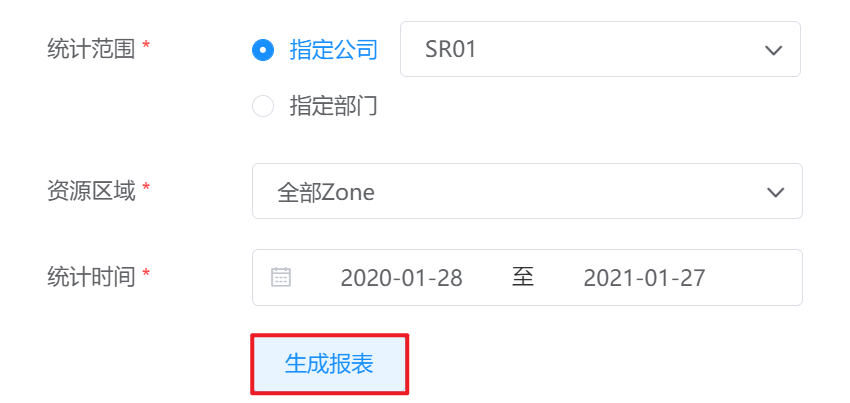 统计范围 * 指定公司 SR01
指定部门
资源区域 * 全部Zone
统计时间 * 2020-01-28 至 2021-01-27
生成报表